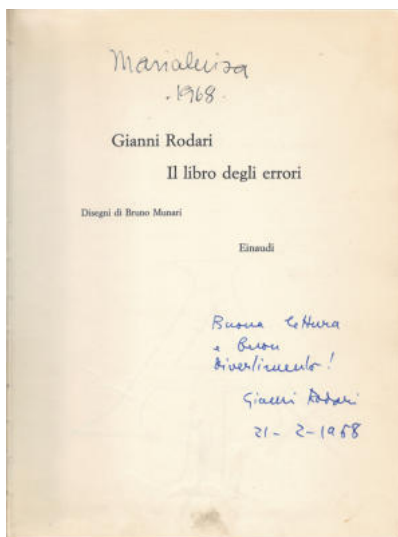 Marialuisa
.1968.
Gianni Rodari
Il libro degli errori
Disegni di Bruno Munari
Einaudi
Buona lettura
e buon
divertimento!
Gianni Rodari
21-2-1968